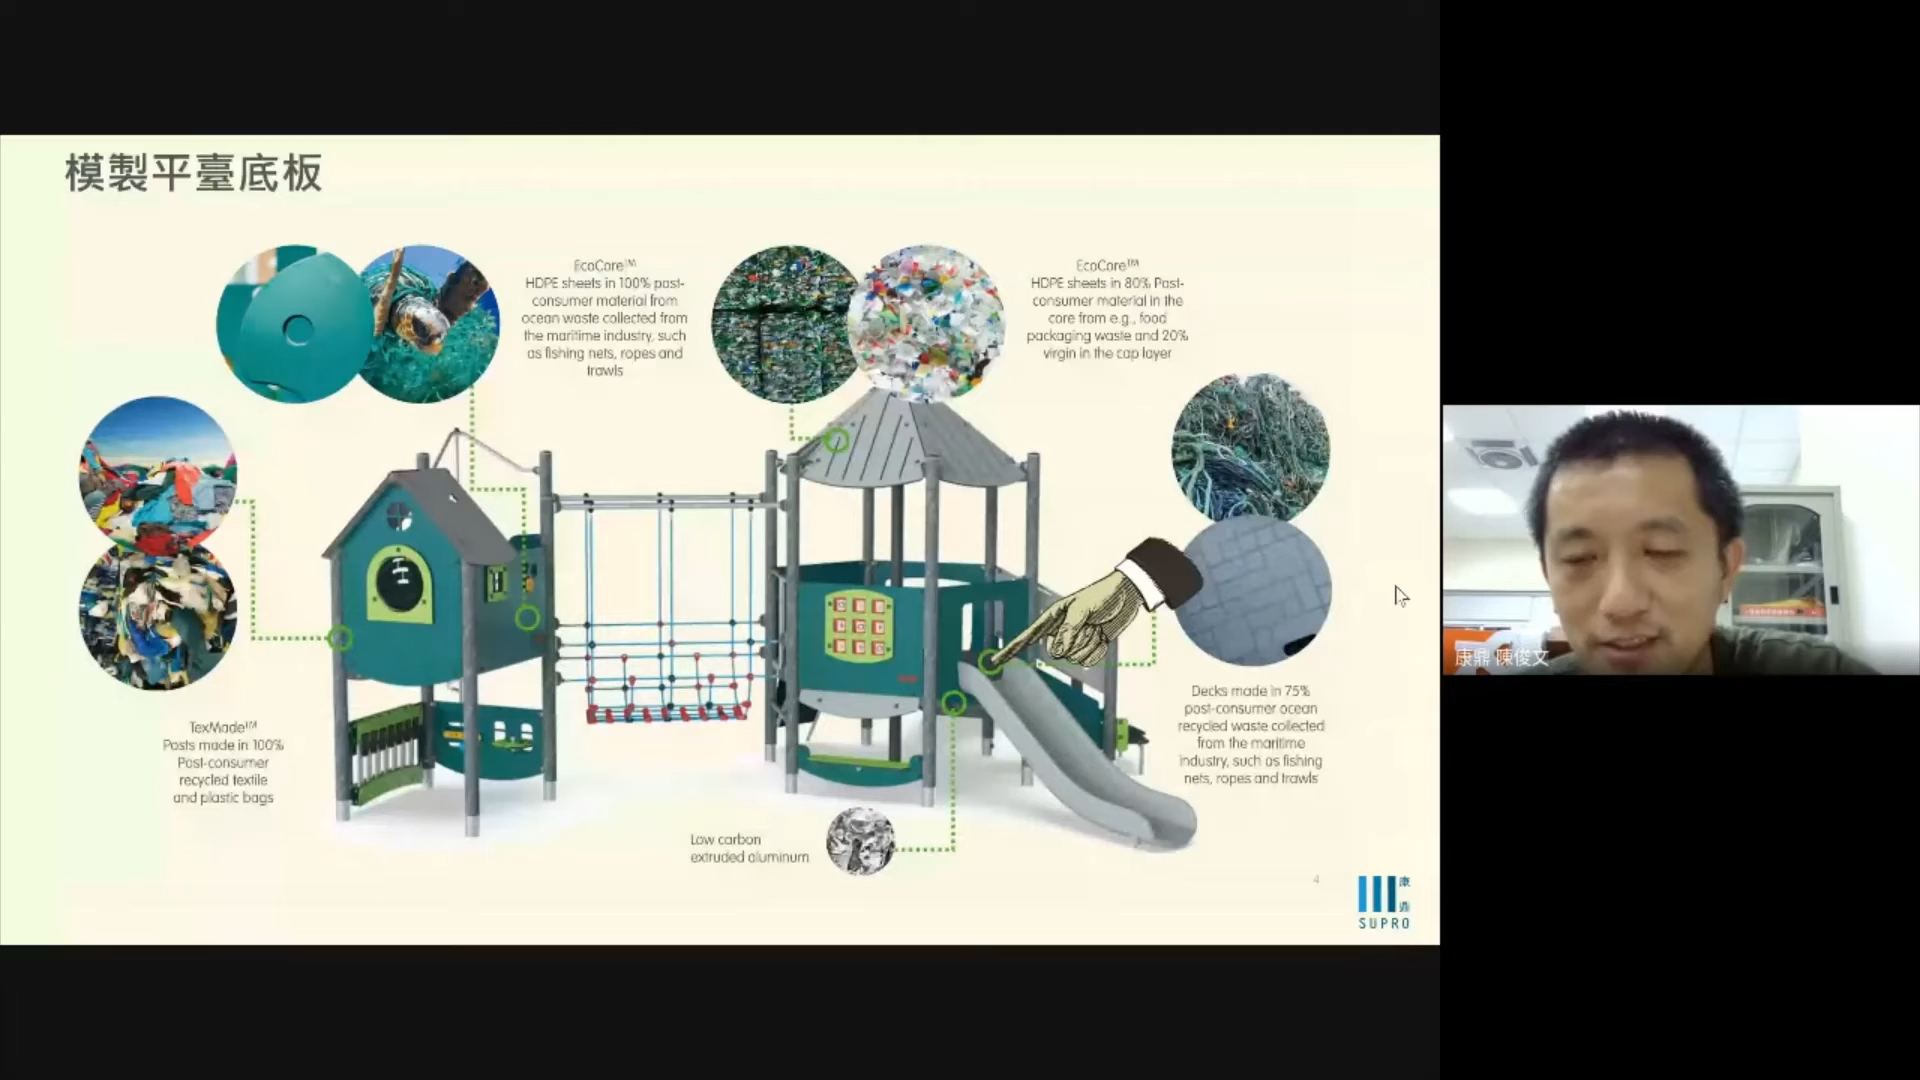 模製平臺底板
EcoCore™
HDPE sheets in 100% post-
consumer material from
ocean waste collected from
the maritime industry, such
as fishing nets, ropes and
trawls
EcoCore™
HDPE sheets in 80% Post-
consumer material in the
core from e.g., food
packaging waste and 20%
virgin in the cap layer
TexMade™
Posts made in 100%
Post-consumer
recycled textile
and plastic bags
Decks made in 75%
post-consumer ocean
recycled waste collected
from the maritime
industry, such as fishing
nets, ropes and trawls
Low carbon
extruded aluminum
4
康鼎
SUPRO
康鼎 陳俊文